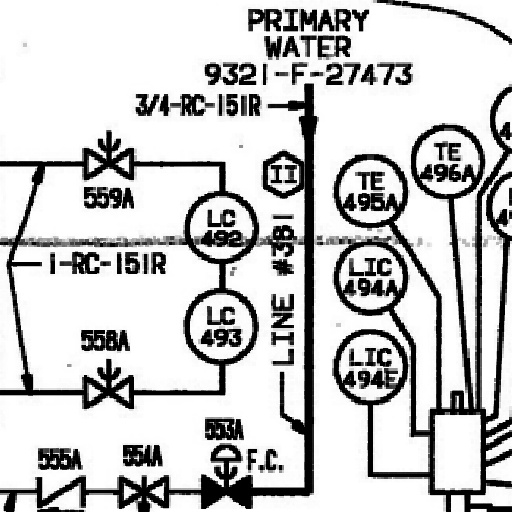 PRIMARY
WATER
9321-F-27473
3/4-RC-151R
II
TE
496A
TE
495A
559A
LC
492
LINE #381
1-RC-151R
LIC
494A
LC
493
558A
LIC
494E
553A
555A
554A
F.C.